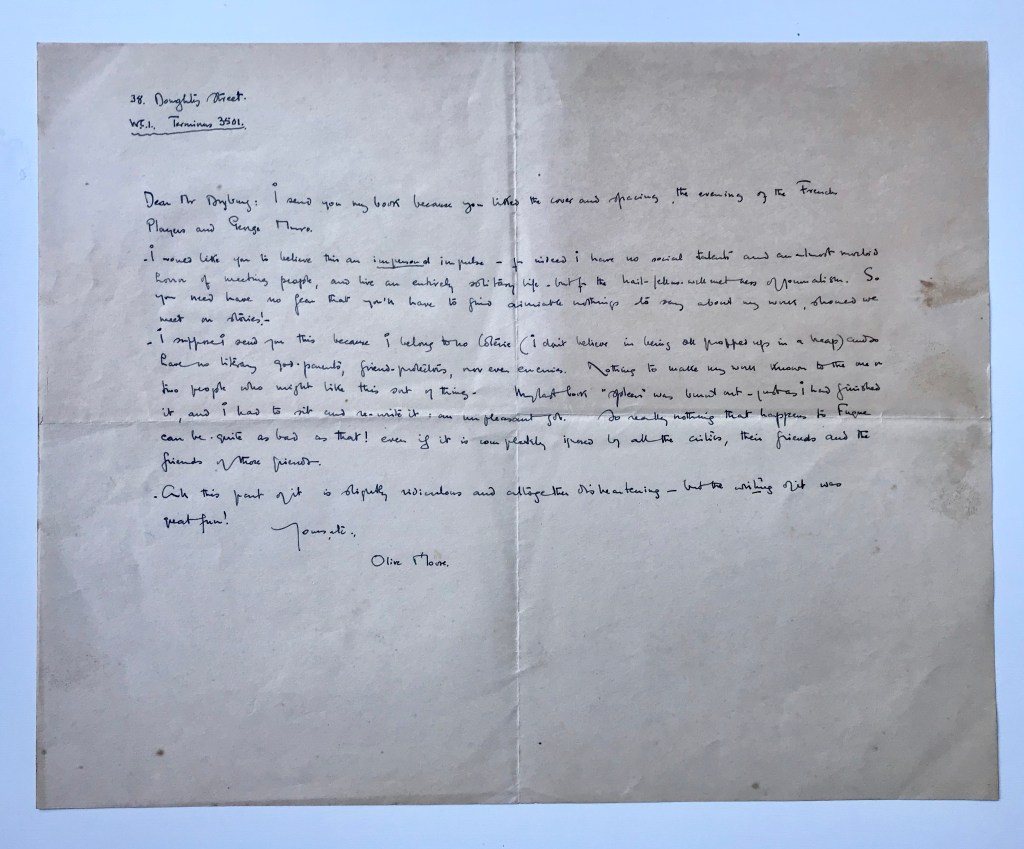 38. Doughty Street.
W.C.1. Terminus 3501.
Dear Mr : I send you my book because you liked the cover and spacing, the evening of the French
Players and George Munro.
- I would like you to believe this an impersonal impulse - for indeed I have no social talents and an almost morbid
horror of meeting people, and live an entirely solitary life - but for the hail-fellow-well-met-ness of journalism. So
you need have no fear that you'll have to find amiable nothings to say about my work, should we
meet on stories! -
- I suppose I send you this because I belong to no Coterie (I don't believe in being all propped up in a heap) and so
have no literary god-parents, friend-protectors, nor even enemies. Nothing to make my work known to the one or
two people who might like this sort of thing. My last book "Spleen" was burnt out - just as I had finished
it, and I had to sit and re-write it : an unpleasant job. So really nothing that happens to Fugue
can be quite as bad as that! even if it is completely ignored by all the critics, their friends and the
friends of those friends.
- this part of it is slightly ridiculous and altogether disheartening - but the writing of it was
great fun!
Yours etc.,
Olive Moore.